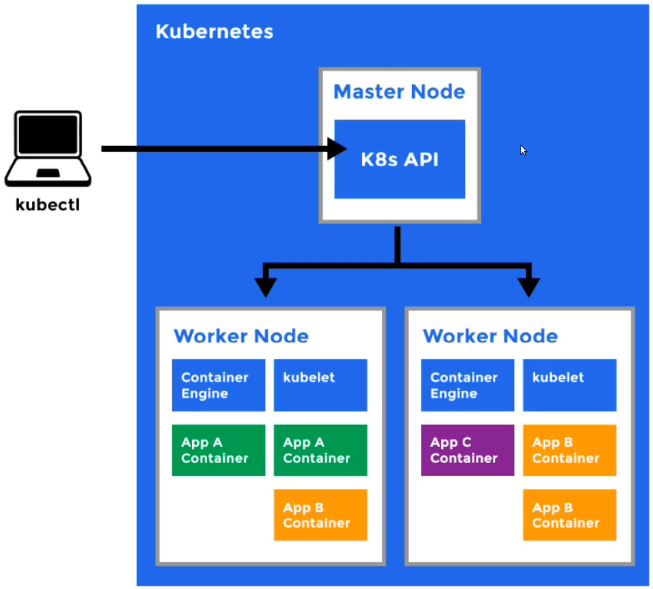 Kubernetes
Master Node
K8s API
kubectl
Worker Node
Container
Engine
kubelet
App A
Container
App A
Container
App B
Container
Worker Node
Container
Engine
kubelet
App C
Container
App B
Container
App B
Container